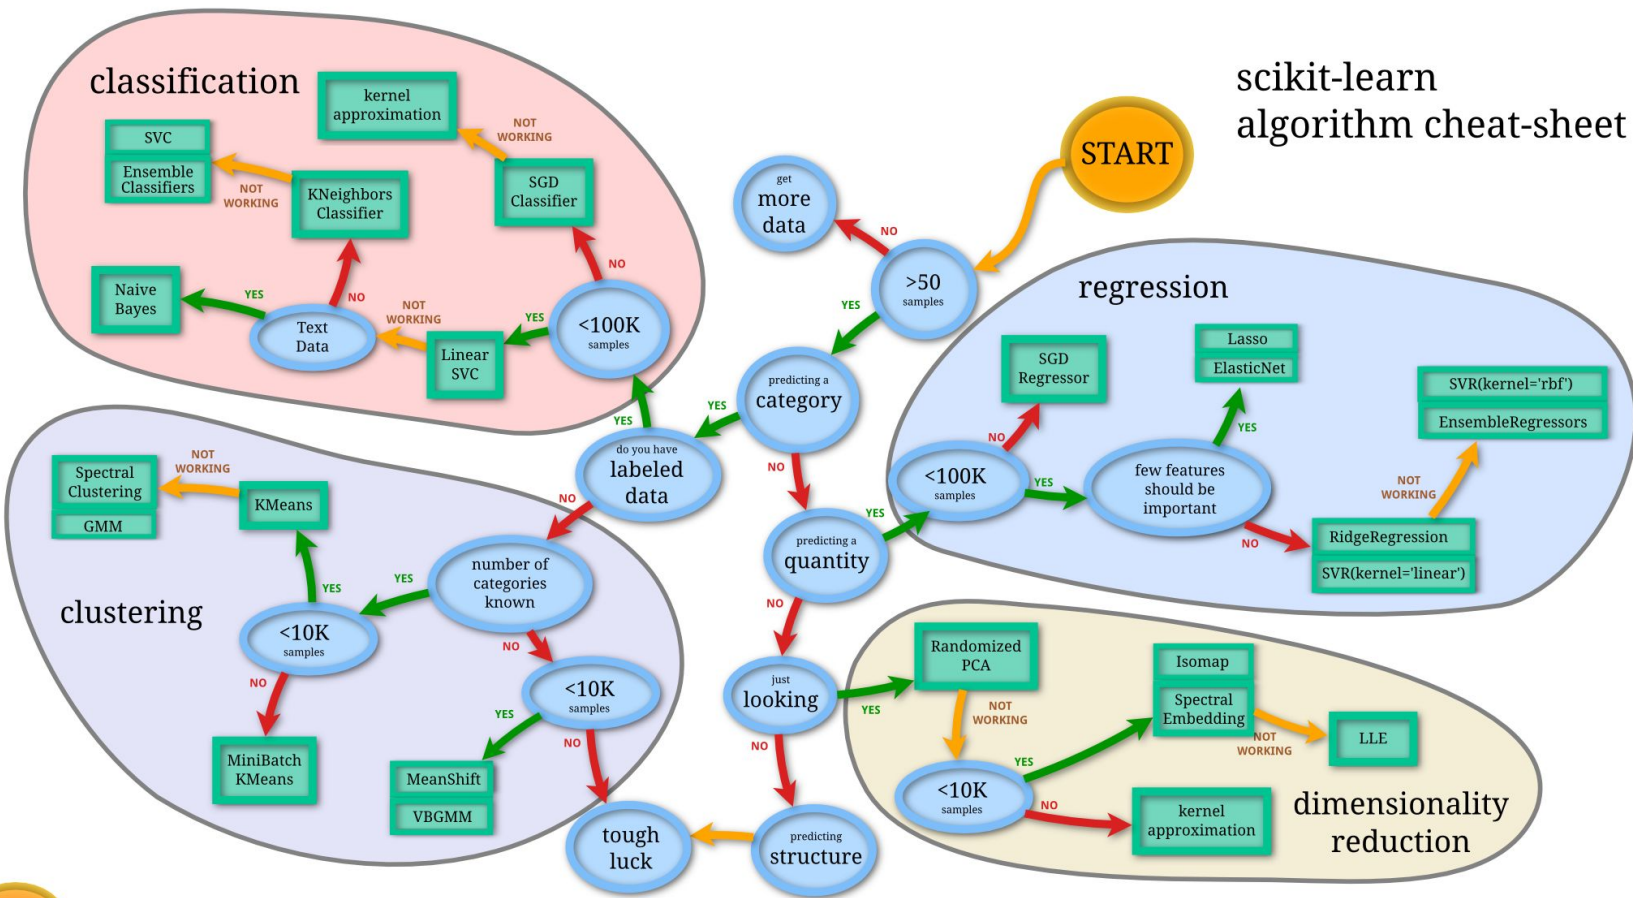 scikit-learn
algorithm cheat-sheet
START
classification
kernel
approximation
NOT
WORKING
SVC
Ensemble
Classifiers
NOT
WORKING
KNeighbors
Classifier
SGD
Classifier
NO
Naive
Bayes
YES
NO
Text
Data
NOT
WORKING
Linear
SVC
YES
<100K
samples
get
more
data
NO
>50
samples
YES
predicting a
category
YES
YES
do you have
labeled
data
NO
NO
predicting a
quantity
YES
NO
just
looking
YES
NO
predicting
structure
tough
luck
regression
SGD
Regressor
NO
<100K
samples
YES
Lasso
ElasticNet
YES
few features
should be
important
NO
SVR(kernel='rbf')
EnsembleRegressors
NOT
WORKING
RidgeRegression
SVR(kernel='linear')
clustering
Spectral
Clustering
GMM
NOT
WORKING
KMeans
YES
<10K
samples
YES
number of
categories
known
NO
NO
MiniBatch
KMeans
<10K
samples
YES
NO
MeanShift
VBGMM
Randomized
PCA
NOT
WORKING
<10K
samples
YES
NO
Isomap
Spectral
Embedding
NOT
WORKING
LLE
kernel
approximation
dimensionality
reduction